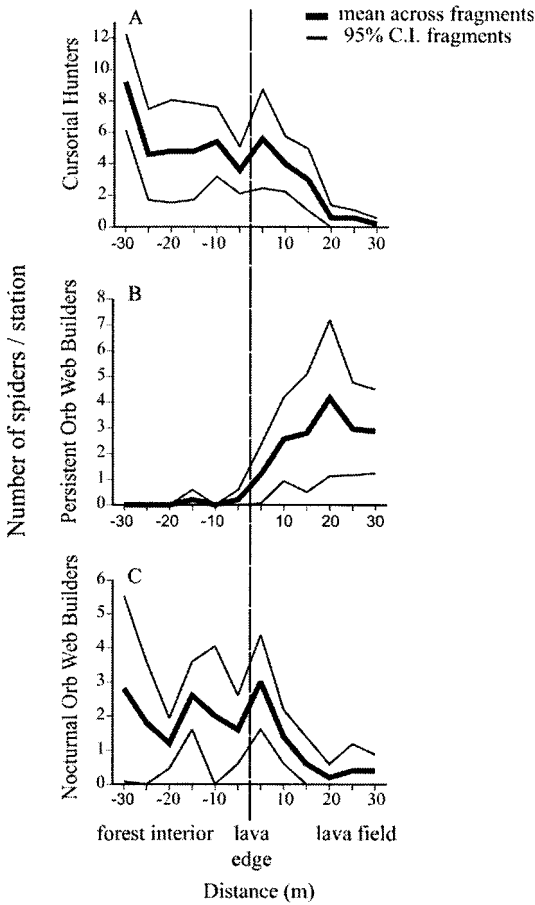 A
mean across fragments
95% C.I. fragments
Cursorial Hunters
12
10
8
6
4
2
0
-30 -20 -10 10 20 30
Number of spiders / station
B
Persistent Orb Web Builders
8
7
6
5
4
3
2
1
0
-30 -20 -10 10 20 30
C
Nocturnal Orb Web Builders
6
5
4
3
2
1
0
-30 -20 -10 10 20 30
forest interior lava edge lava field
Distance (m)